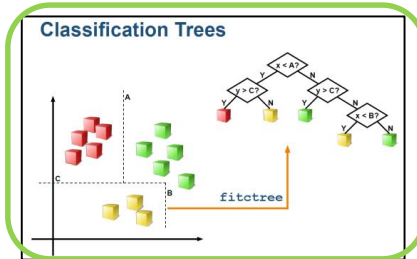 Classification Trees
A
x < A?
Y
N
y > C?
y > C?
Y
N
Y
N
x < B?
Y
N
C
B
fitctree